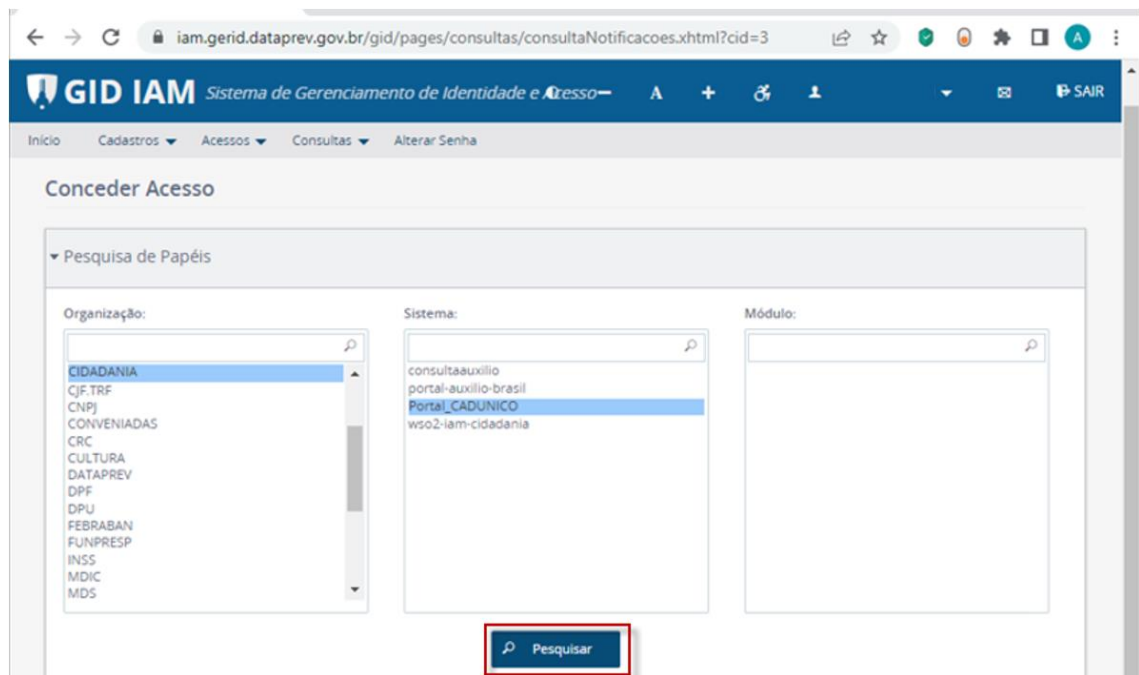 iam.gerid.dataprev.gov.br/gid/pages/consultas/consultaNotificacoes.xhtml?cid=3
A
GID IAM Sistema de Gerenciamento de Identidade e Acesso
A
SAIR
Início Cadastros Acessos Consultas Alterar Senha
Conceder Acesso
Pesquisa de Papéis
Organização: Sistema: Módulo:
CIDADANIA
CJF.TRF
CNPJ
CONVENIADAS
CRC
CULTURA
DATAPREV
DPF
DPU
FEBRABAN
FUNPRESP
INSS
MDIC
MDS
consultaauxilio
portal-auxilio-brasil
Portal_CADUNICO
wso2-iam-cidadania
Pesquisar